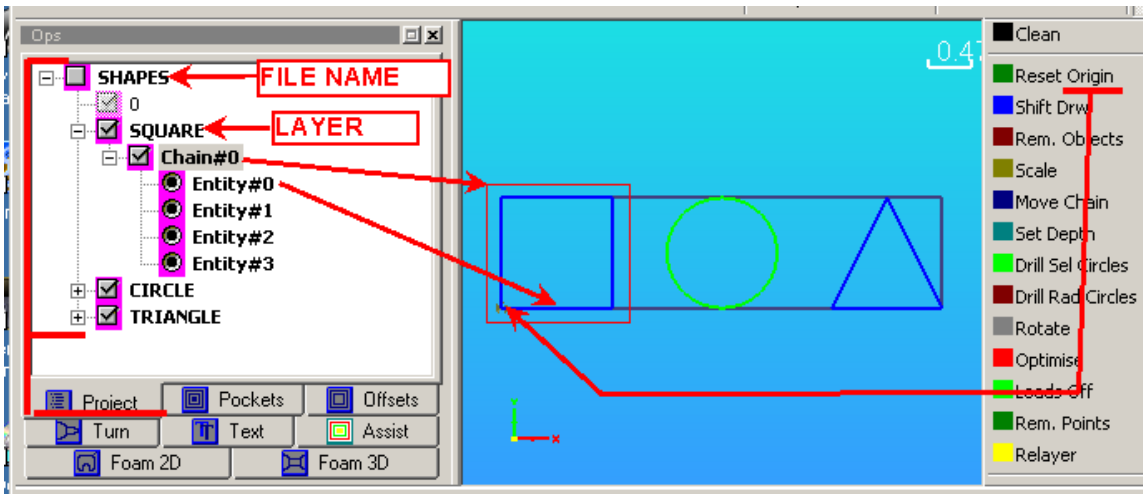 Ops
SHAPES
FILE NAME
0
SQUARE
LAYER
Chain#0
Entity#0
Entity#1
Entity#2
Entity#3
CIRCLE
TRIANGLE
Project
Pockets
Offsets
Turn
Text
Assist
Foam 2D
Foam 3D
0.47
x
Clean
Reset Origin
Shift Drw
Rem. Objects
Scale
Move Chain
Set Depth
Drill Sel Circles
Drill Rad Circles
Rotate
Optimise
Leads Off
Rem. Points
Relayer